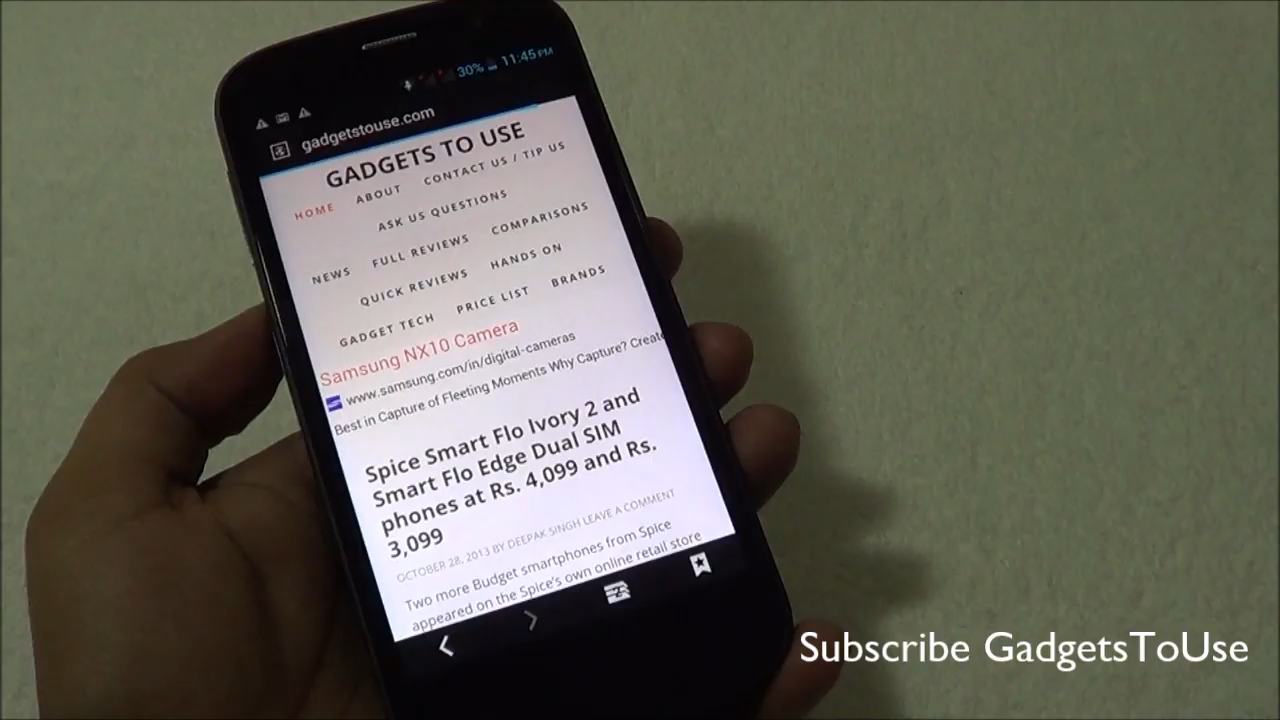 30% 11:45 PM
gadgetstouse.com
GADGETS TO USE
HOME ABOUT CONTACT US / TIP US
ASK US QUESTIONS
NEWS FULL REVIEWS COMPARISONS
QUICK REVIEWS HANDS ON
GADGET TECH PRICE LIST BRANDS
Samsung NX10 Camera
www.samsung.com/in/digital-cameras
Best in Capture of Fleeting Moments Why Capture? Create
Spice Smart Flo Ivory 2 and
Smart Flo Edge Dual SIM
phones at Rs. 4,099 and Rs.
3,099
OCTOBER 28, 2013 BY DEEPAK SINGH LEAVE A COMMENT
Two more Budget smartphones from Spice
appeared on the Spice's own online retail store
2
Subscribe GadgetsToUse